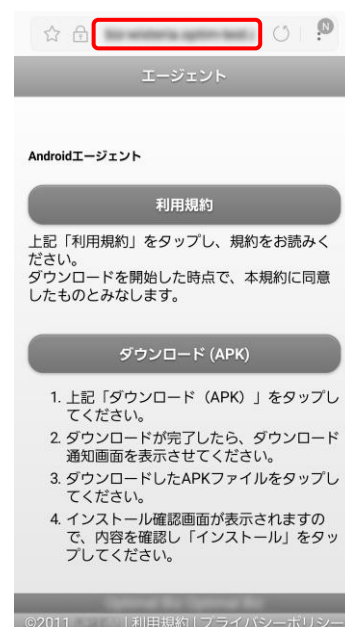 N
エージェント
Androidエージェント
利用規約
上記「利用規約」をタップし、規約をお読みく
ださい。
ダウンロードを開始した時点で、本規約に同意
したものとみなします。
ダウンロード (APK)
1. 上記「ダウンロード（APK）」をタップし
てください。
2. ダウンロードが完了したら、ダウンロード
通知画面を表示させてください。
3. ダウンロードしたAPKファイルをタップし
てください。
4. インストール確認画面が表示されますの
で、内容を確認し「インストール」をタッ
プしてください。
©2011 | 利用規約 | プライバシーポリシー